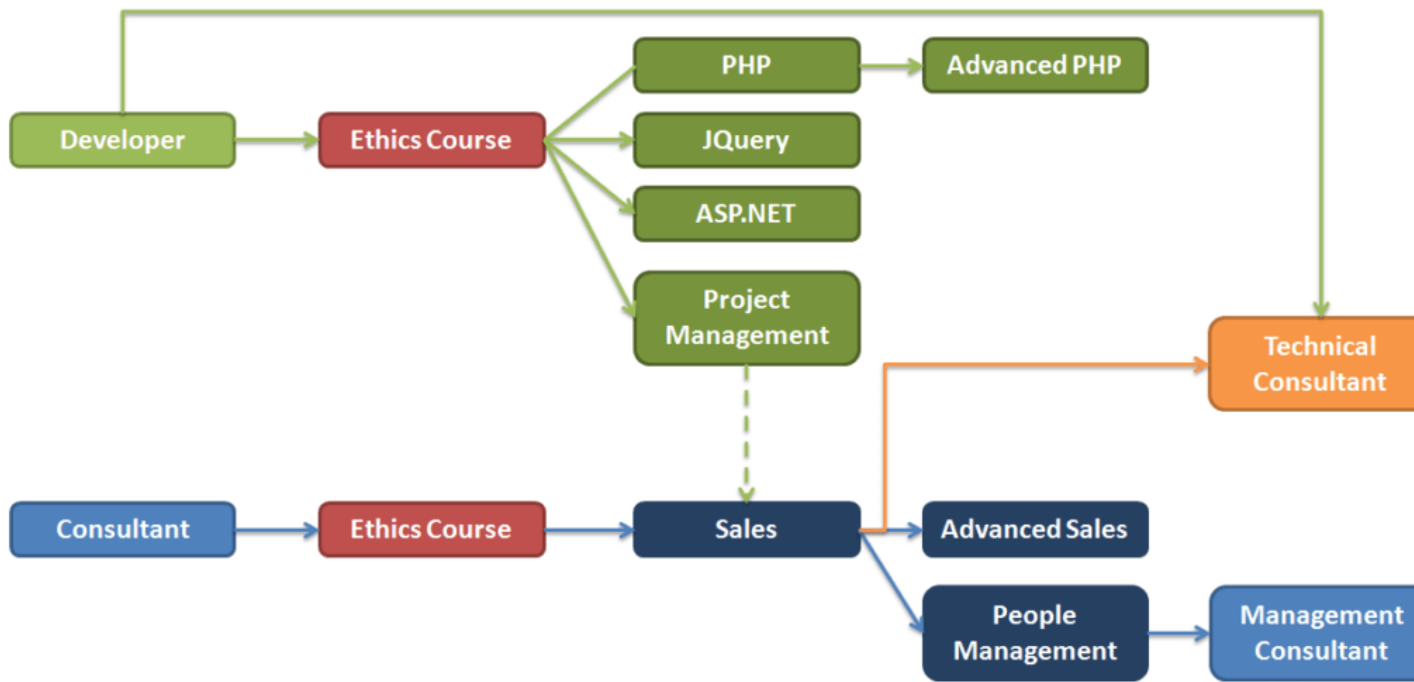 PHP
Advanced PHP
Developer
Ethics Course
JQuery
ASP.NET
Project
Management
Technical
Consultant
Consultant
Ethics Course
Sales
Advanced Sales
People
Management
Management
Consultant